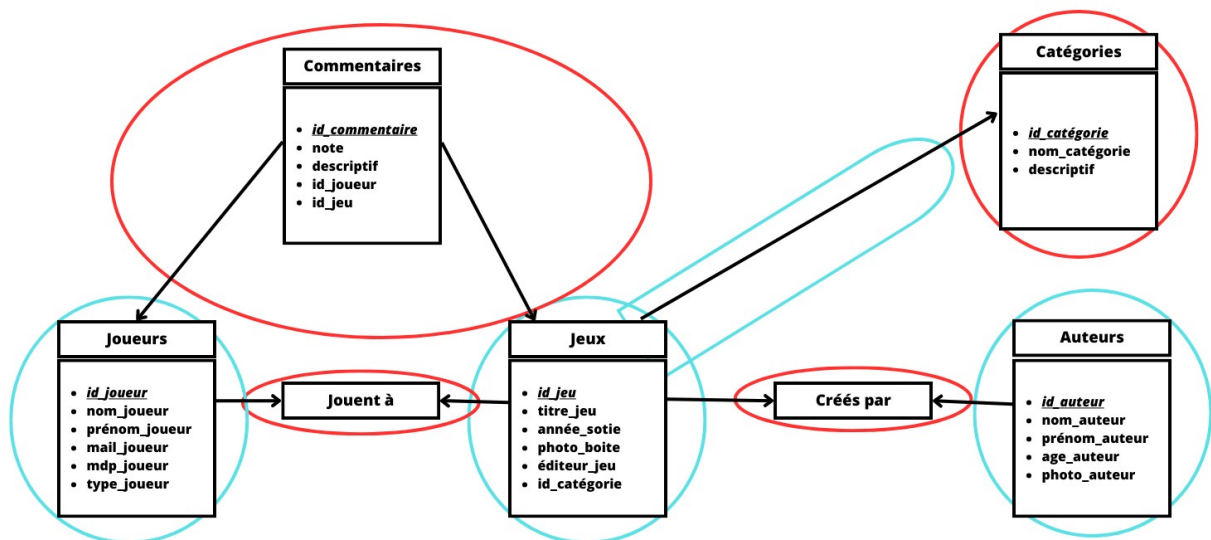 Commentaires
id_commentaire
note
descriptif
id_joueur
id_jeu
Catégories
id_catégorie
nom_catégorie
descriptif
Joueurs
id_joueur
nom_joueur
prénom_joueur
mail_joueur
mdp_joueur
type_joueur
Jouent à
Jeux
id_jeu
titre_jeu
année_sotie
photo_boite
éditeur_jeu
id_catégorie
Créés par
Auteurs
id_auteur
nom_auteur
prénom_auteur
age_auteur
photo_auteur